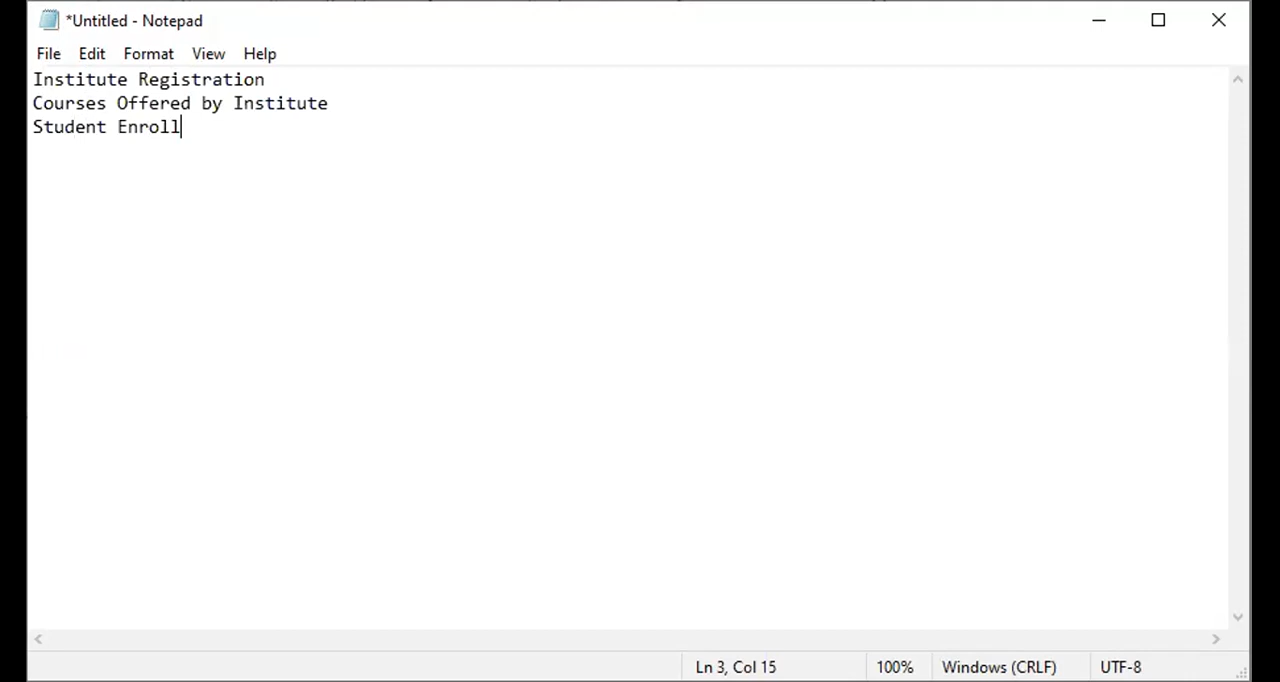 *Untitled - Notepad
File Edit Format View Help
Institute Registration
Courses Offered by Institute
Student Enroll
Ln 3, Col 15 100% Windows (CRLF) UTF-8